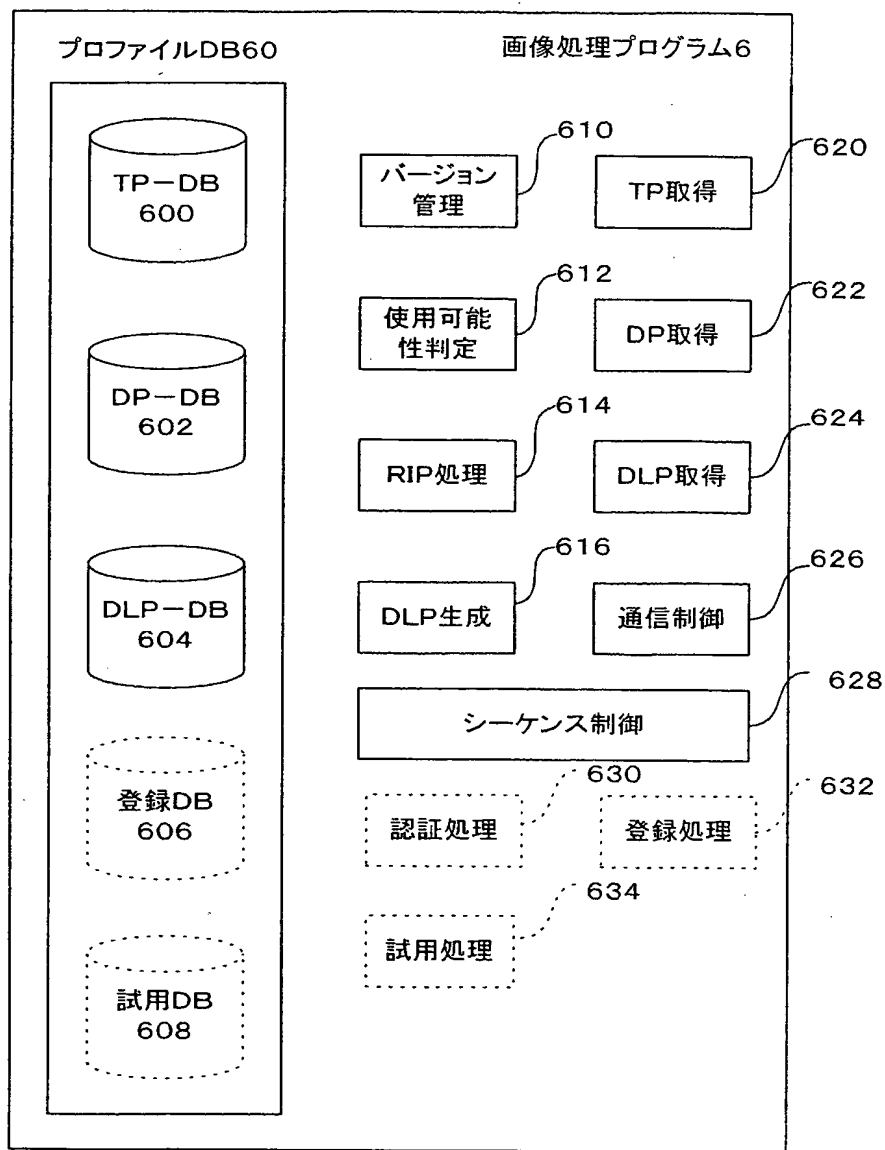 プロファイルDB60
画像処理プログラム6
TP-DB
600
DP-DB
602
DLP-DB
604
登録DB
606
試用DB
608
バージョン
管理
610
TP取得
620
使用可能
性判定
612
DP取得
622
RIP処理
614
DLP取得
624
DLP生成
616
通信制御
626
シーケンス制御
628
認証処理
630
登録処理
632
試用処理
634